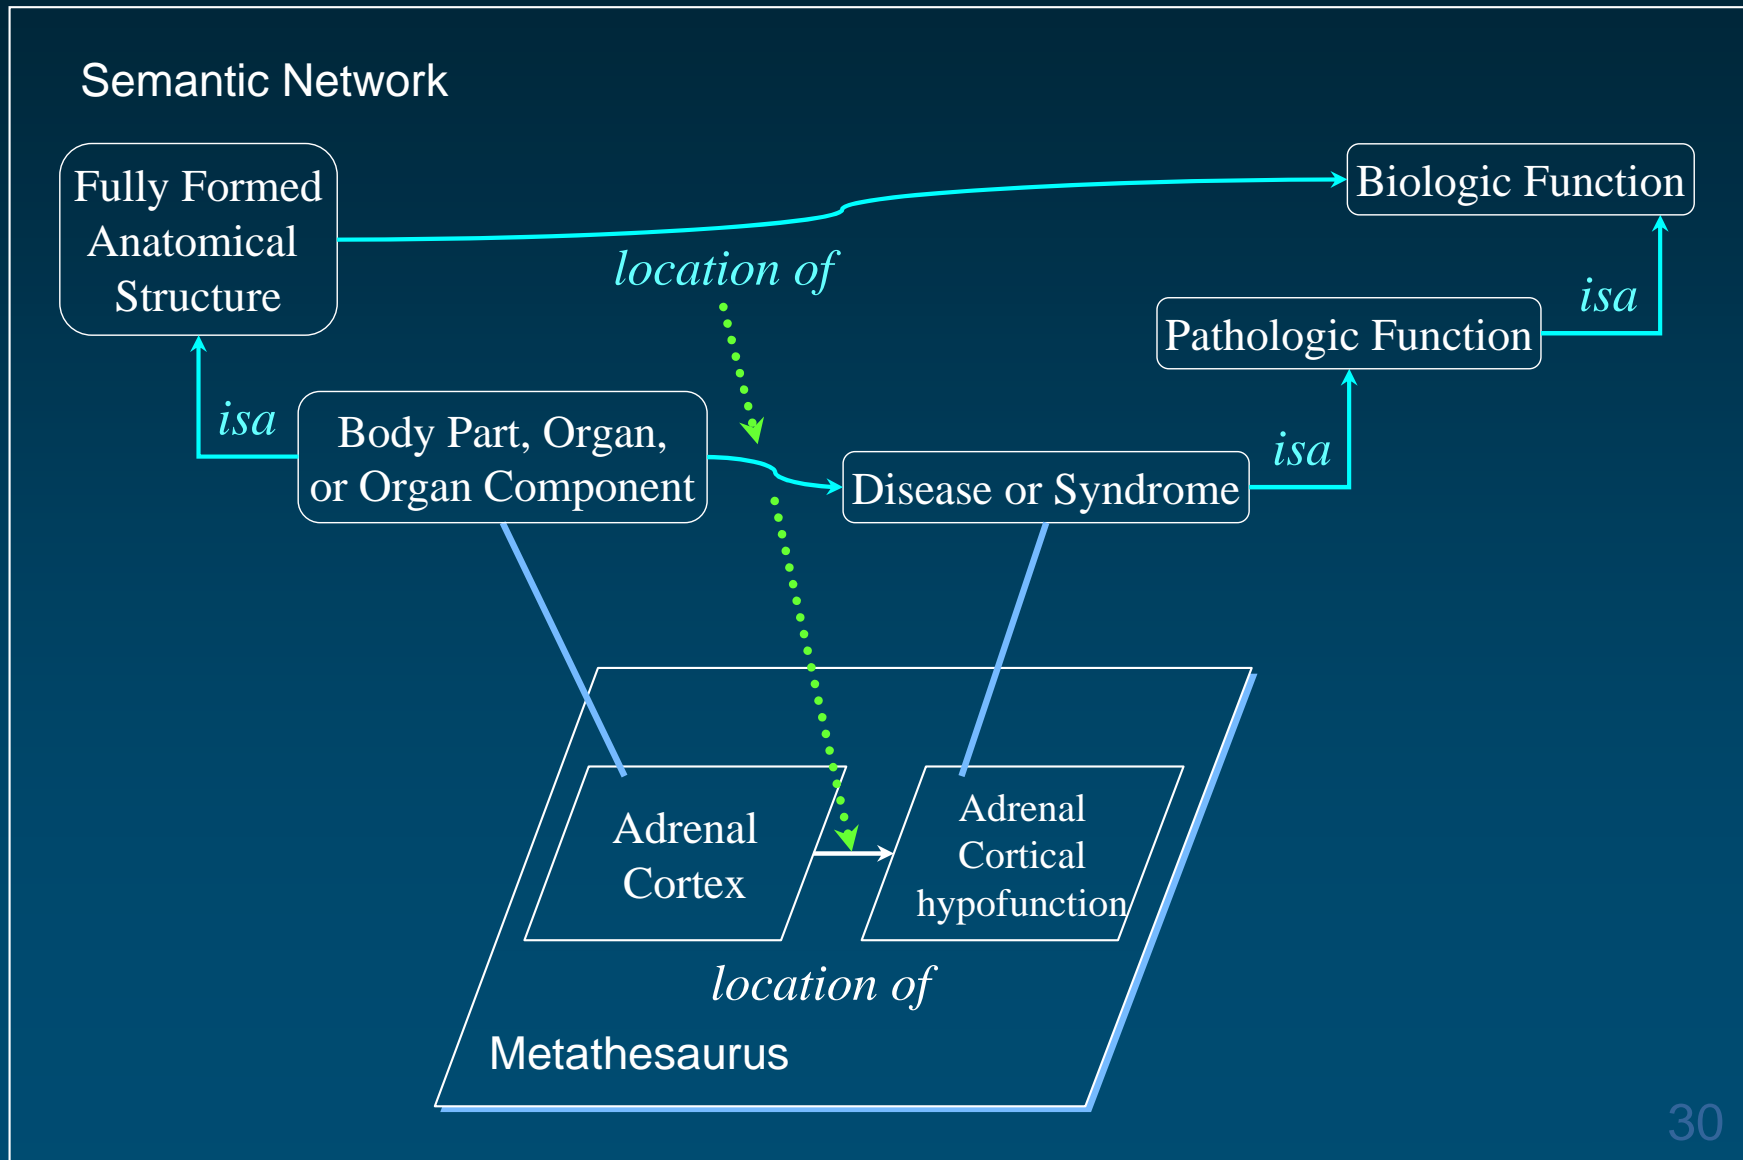 Semantic Network
Fully Formed
Anatomical
Structure
Biologic Function
location of
isa
Pathologic Function
isa
Body Part, Organ,
or Organ Component
isa
Disease or Syndrome
Adrenal
Cortex
Adrenal
Cortical
hypofunction
location of
Metathesaurus
30